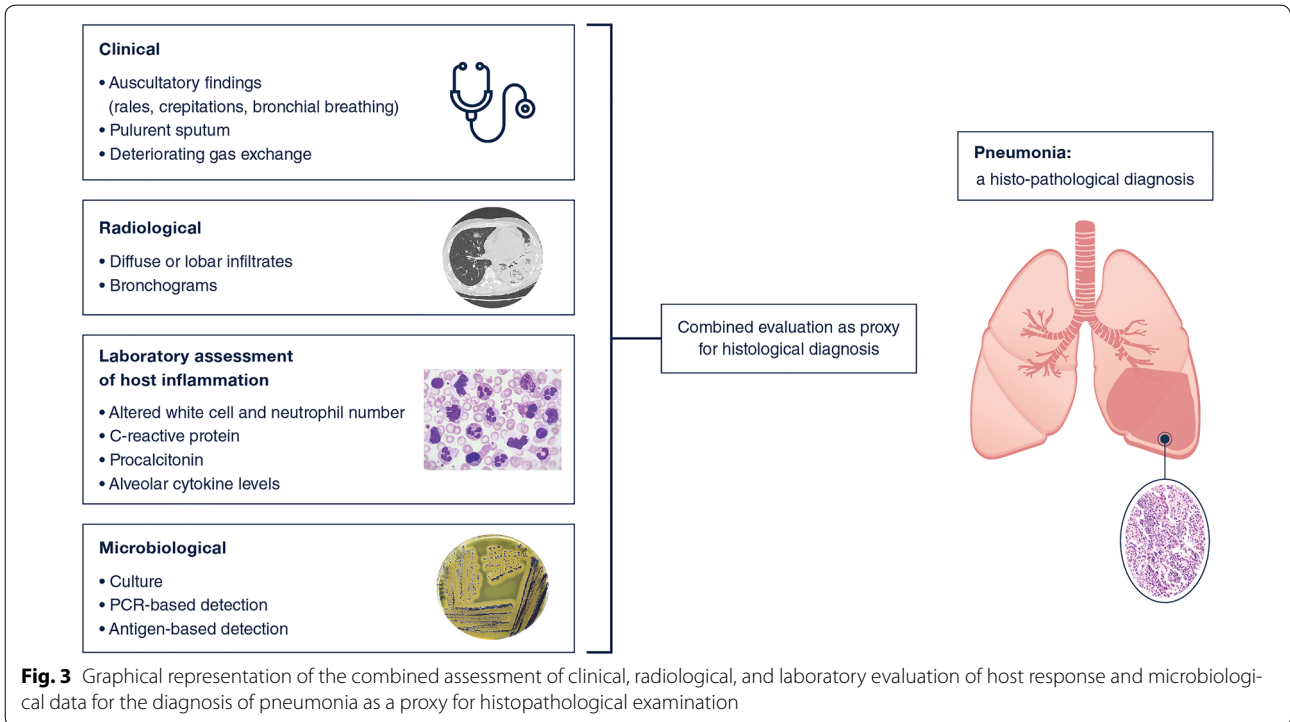 Clinical
• Auscultatory findings
(rales, crepitations, bronchial breathing)
• Pulurent sputum
• Deteriorating gas exchange
Radiological
• Diffuse or lobar infiltrates
• Bronchograms
Laboratory assessment
of host inflammation
• Altered white cell and neutrophil number
• C-reactive protein
• Procalcitonin
• Alveolar cytokine levels
Microbiological
• Culture
• PCR-based detection
• Antigen-based detection
Combined evaluation as proxy
for histological diagnosis
Pneumonia:
a histo-pathological diagnosis
Fig. 3 Graphical representation of the combined assessment of clinical, radiological, and laboratory evaluation of host response and microbiologi-
cal data for the diagnosis of pneumonia as a proxy for histopathological examination